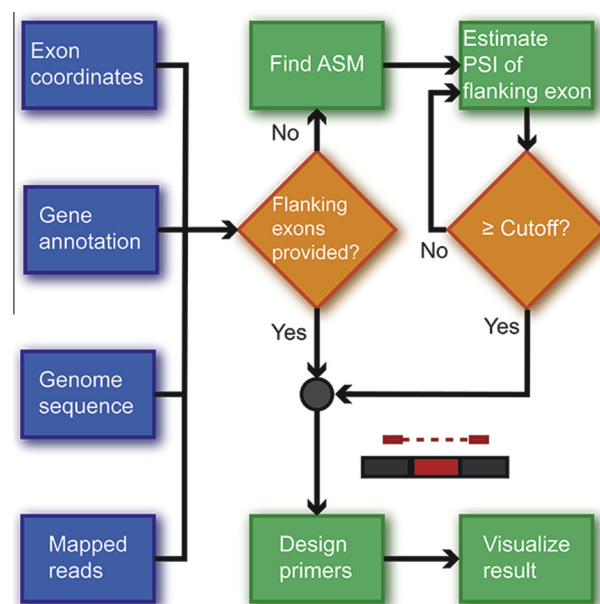 Exon
coordinates
Gene
annotation
Genome
sequence
Mapped
reads
Find ASM
No
Flanking
exons
provided?
Yes
Estimate
PSI of
flanking exon
≥ Cutoff?
No
Yes
Design
primers
Visualize
result